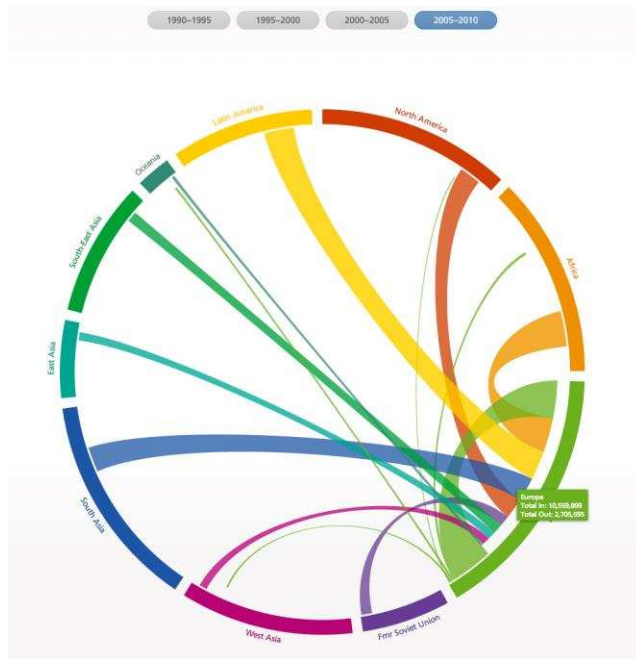 1990–1995
1995–2000
2000–2005
2005–2010
Latin America
North America
Oceania
South-East Asia
Africa
East Asia
South Asia
Europe
Total In: 10,559,899
Total Out: 2,705,595
West Asia
Fmr Soviet Union